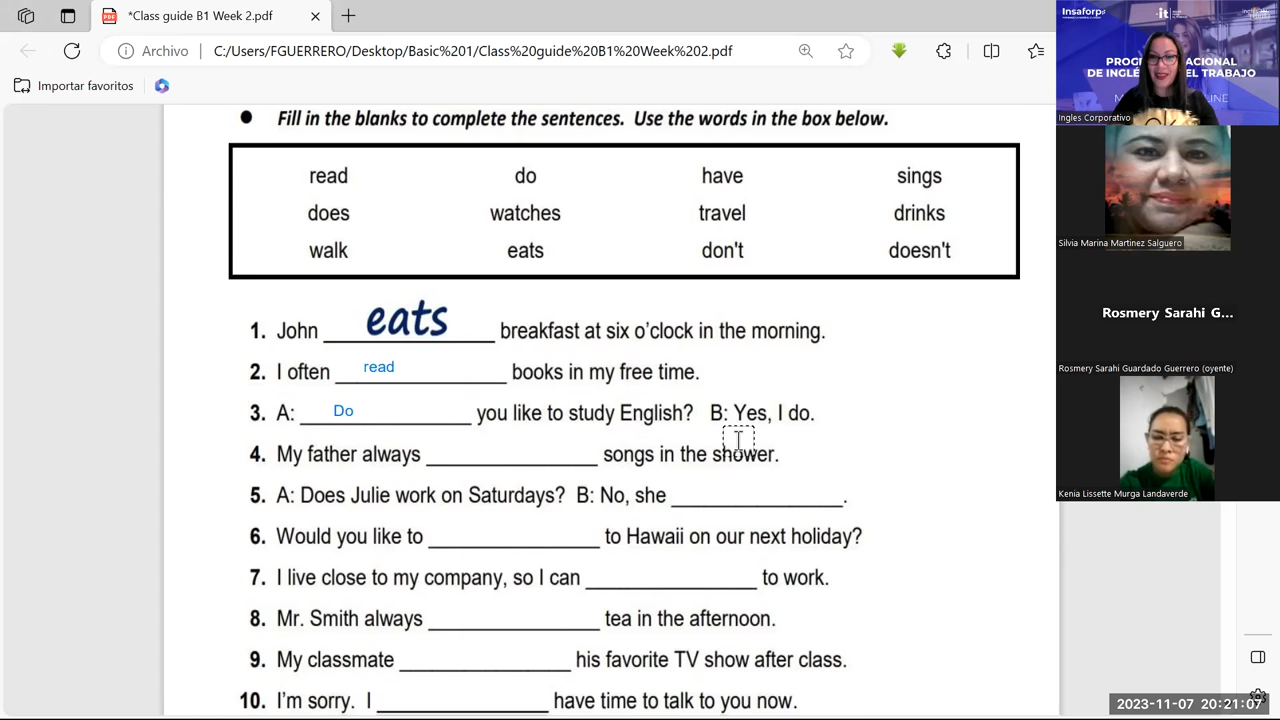 *Class guide B1 Week 2.pdf
Archivo C:/Users/FGUERRERO/Desktop/Basic%201/Class%20guide%20B1%20Week%202.pdf
Importar favoritos
Fill in the blanks to complete the sentences. Use the words in the box below.
read do have sings
does watches travel drinks
walk eats don't doesn't
1. John eats breakfast at six o'clock in the morning.
2. I often read books in my free time.
3. A: Do you like to study English? B: Yes, I do.
4. My father always songs in the shower.
5. A: Does Julie work on Saturdays? B: No, she .
6. Would you like to to Hawaii on our next holiday?
7. I live close to my company, so I can to work.
8. Mr. Smith always tea in the afternoon.
9. My classmate his favorite TV show after class.
10. I'm sorry. I have time to talk to you now.
Insaforp
Ingles Corporativo
Silvia Marina Martinez Salguero
Rosmery Sarahi G...
Rosmery Sarahi Guardado Guerrero (oyente)
Kenia Lissette Murga Landaverde
2023-11-07 20:21:07